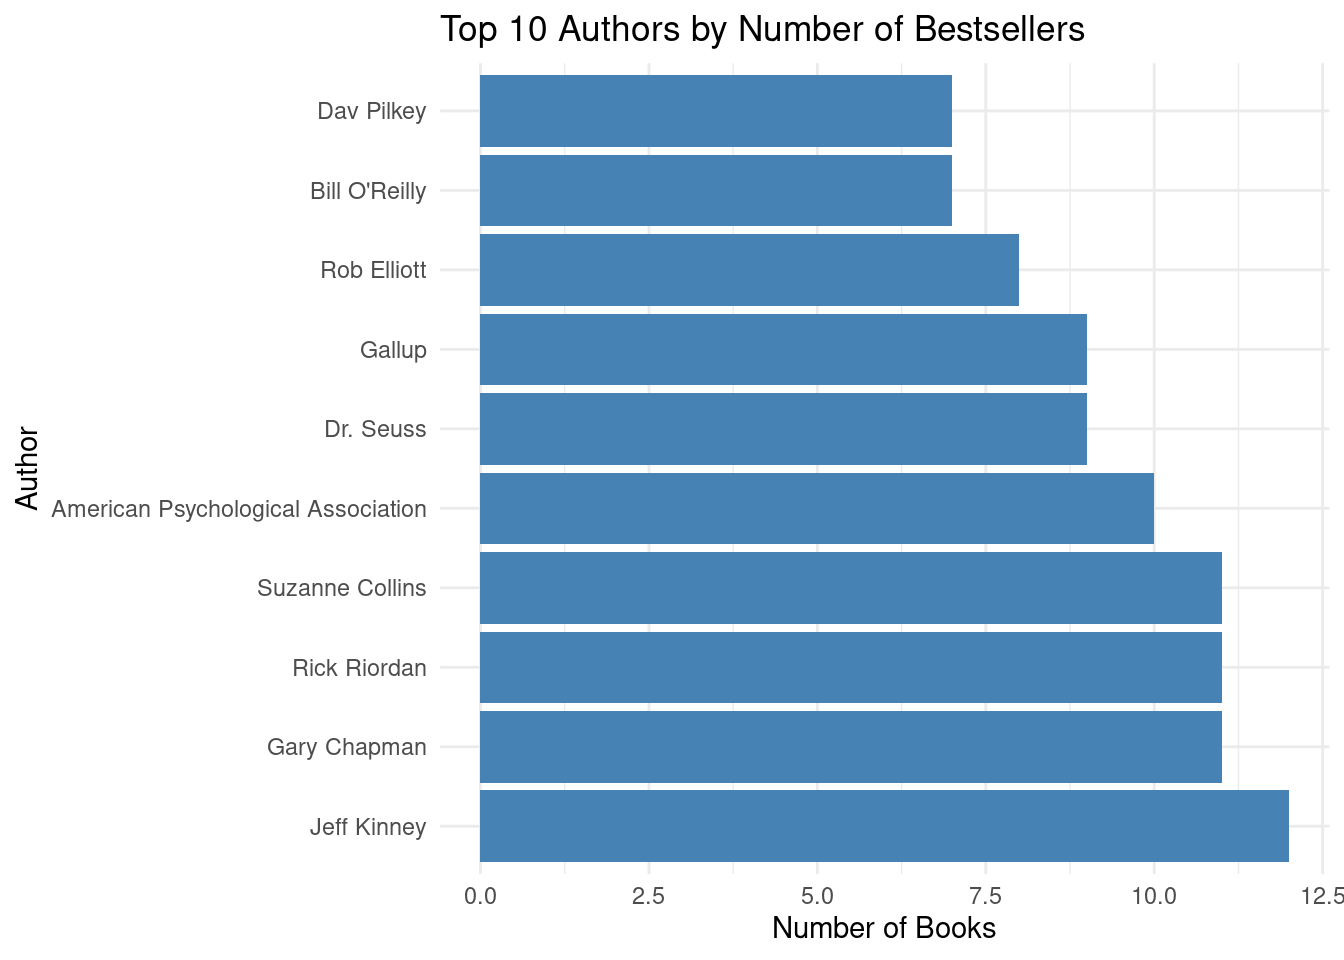 Top 10 Authors by Number of Bestsellers
Author
Dav Pilkey
Bill O'Reilly
Rob Elliott
Gallup
Dr. Seuss
American Psychological Association
Suzanne Collins
Rick Riordan
Gary Chapman
Jeff Kinney
0.0 2.5 5.0 7.5 10.0 12.5
Number of Books